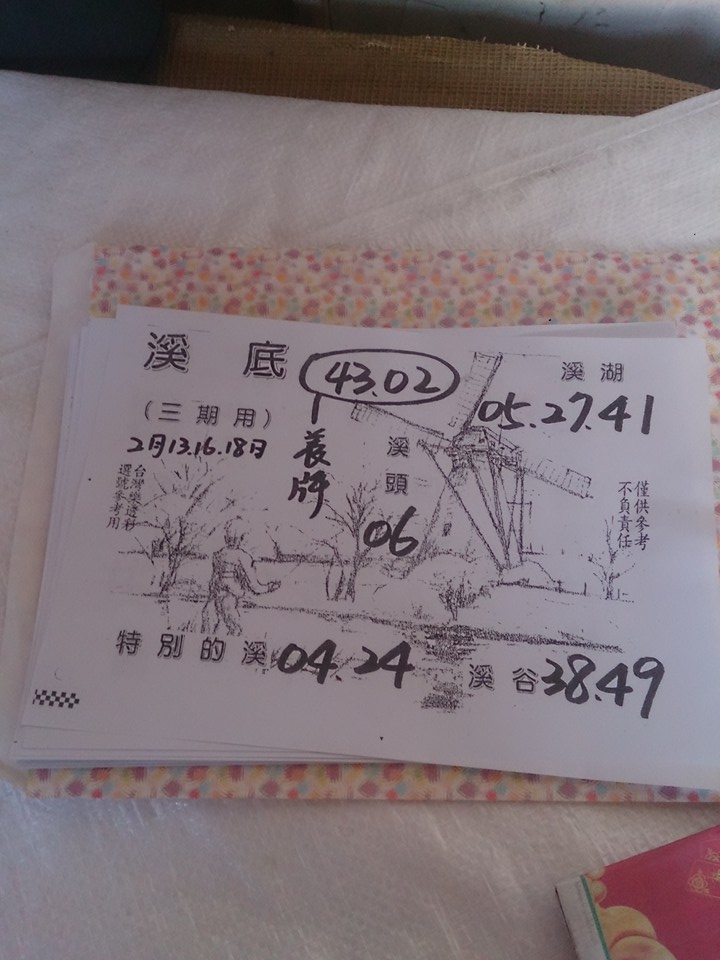 溪底
43.02
溪湖
05.27.41
(三期用)
2月13.16.18日
長牌
溪頭
06
台灣樂透科
選號參考用
僅供參考
不負責任
特別的溪 04.24
溪谷 38.49